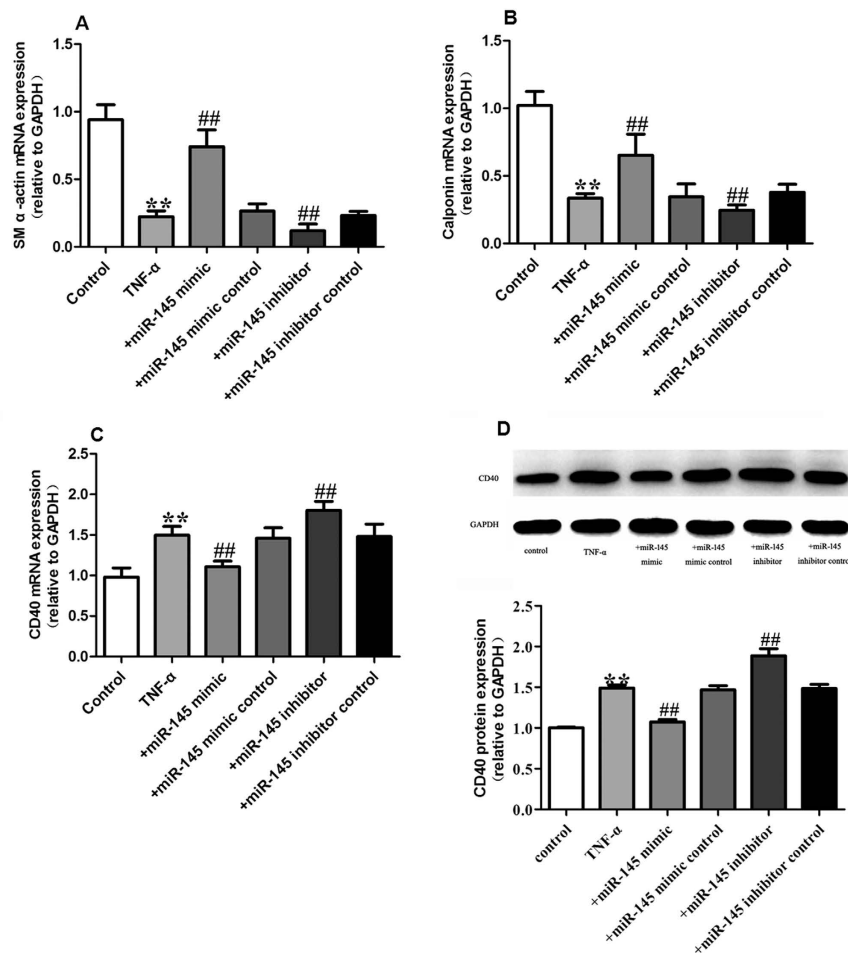 A
SM α-actin mRNA expression
(relative to GAPDH)
1.5
1.0
0.5
0.0
**
##
##
Control
TNF-α
+miR-145 mimic
+miR-145 mimic control
+miR-145 inhibitor
+miR-145 inhibitor control
B
Calponin mRNA expression
(relative to GAPDH)
1.5
1.0
0.5
0.0
**
##
##
Control
TNF-α
+miR-145 mimic
+miR-145 mimic control
+miR-145 inhibitor
+miR-145 inhibitor control
C
CD40 mRNA expression
(relative to GAPDH)
2.5
2.0
1.5
1.0
0.5
0.0
**
##
##
Control
TNF-α
+miR-145 mimic
+miR-145 mimic control
+miR-145 inhibitor
+miR-145 inhibitor control
D
CD40
GAPDH
control
TNF-α
+miR-145
mimic
+miR-145
mimic control
+miR-145
inhibitor
+miR-145
inhibitor control
CD40 protein expression
(relative to GAPDH)
2.5
2.0
1.5
1.0
0.5
0.0
**
##
##
control
TNF-α
+miR-145 mimic
+miR-145 mimic control
+miR-145 inhibitor
+miR-145 inhibitor control